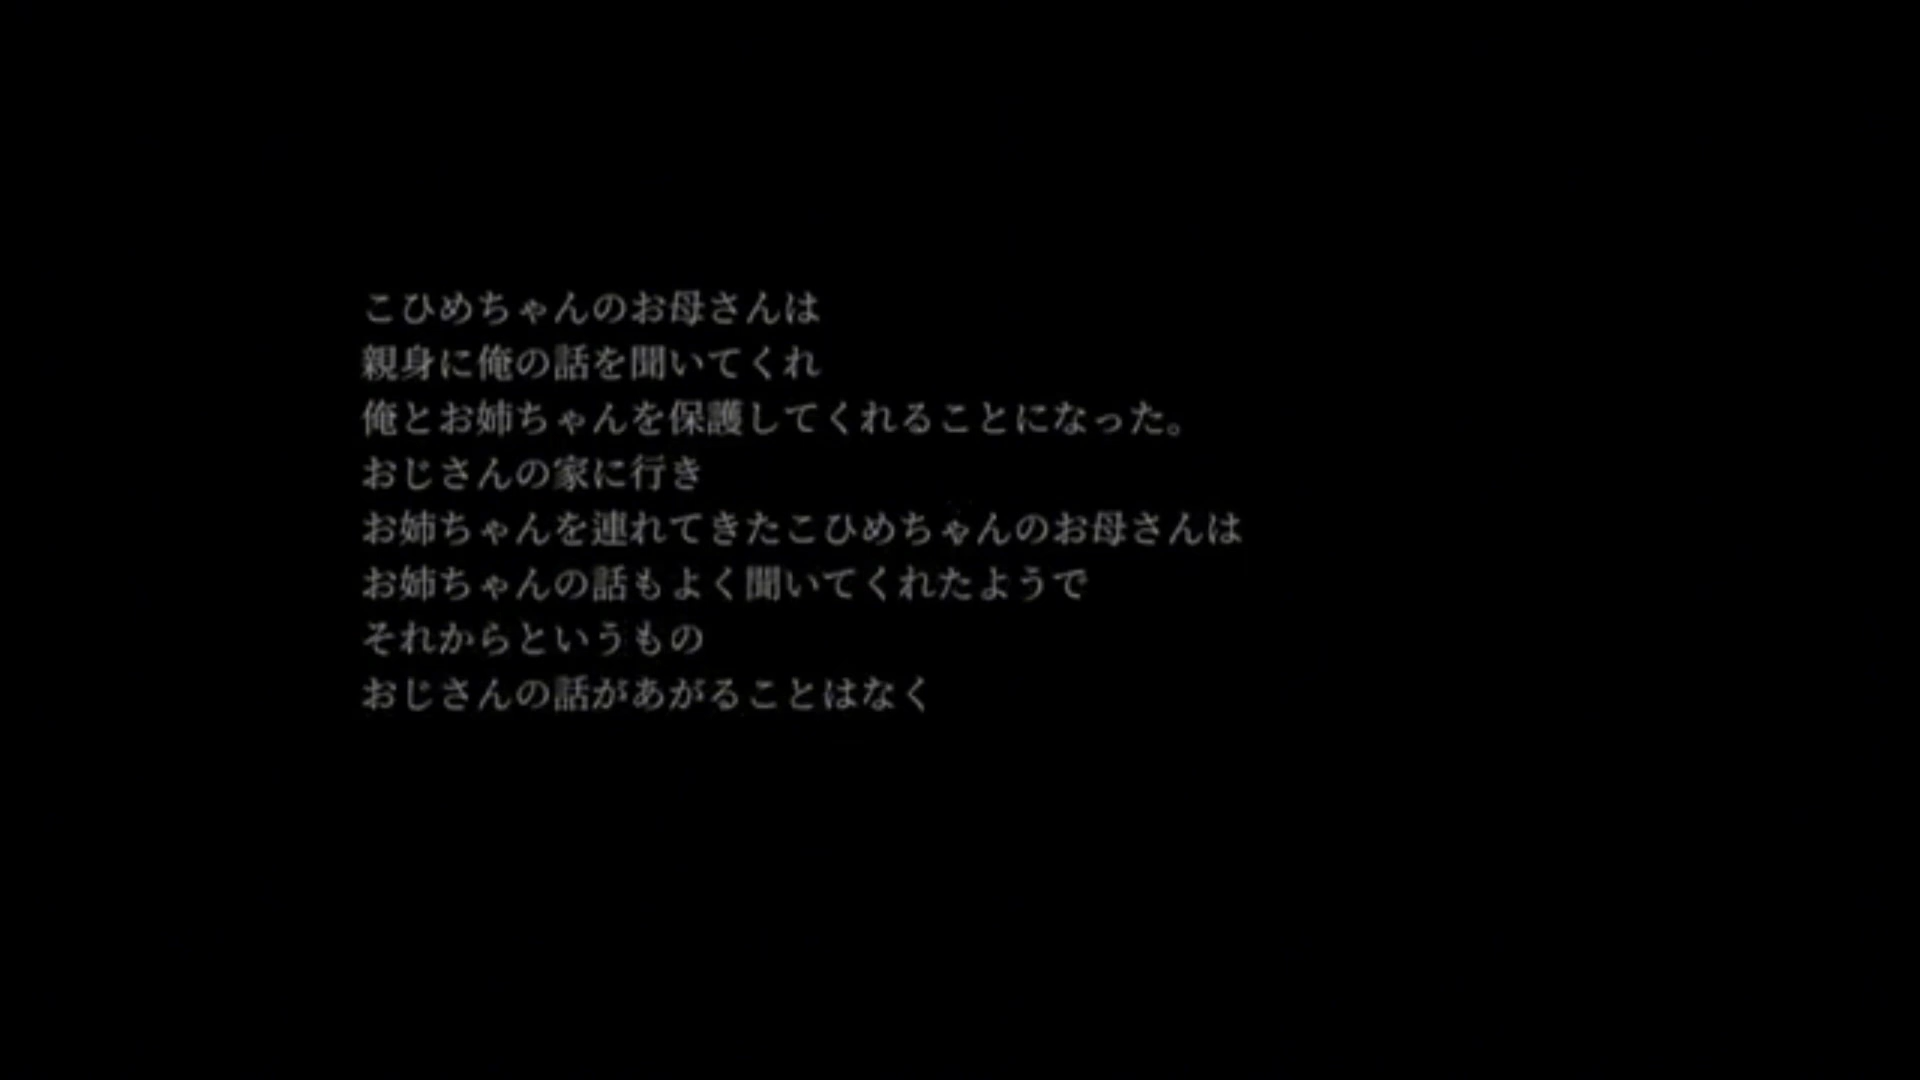 こひめちゃんのお母さんは
親身に俺の話を聞いてくれ
俺とお姉ちゃんを保護してくれることになった。
おじさんの家に行き
お姉ちゃんを連れてきたこひめちゃんのお母さんは
お姉ちゃんの話もよく聞いてくれたようで
それからというもの
おじさんの話があがることはなく